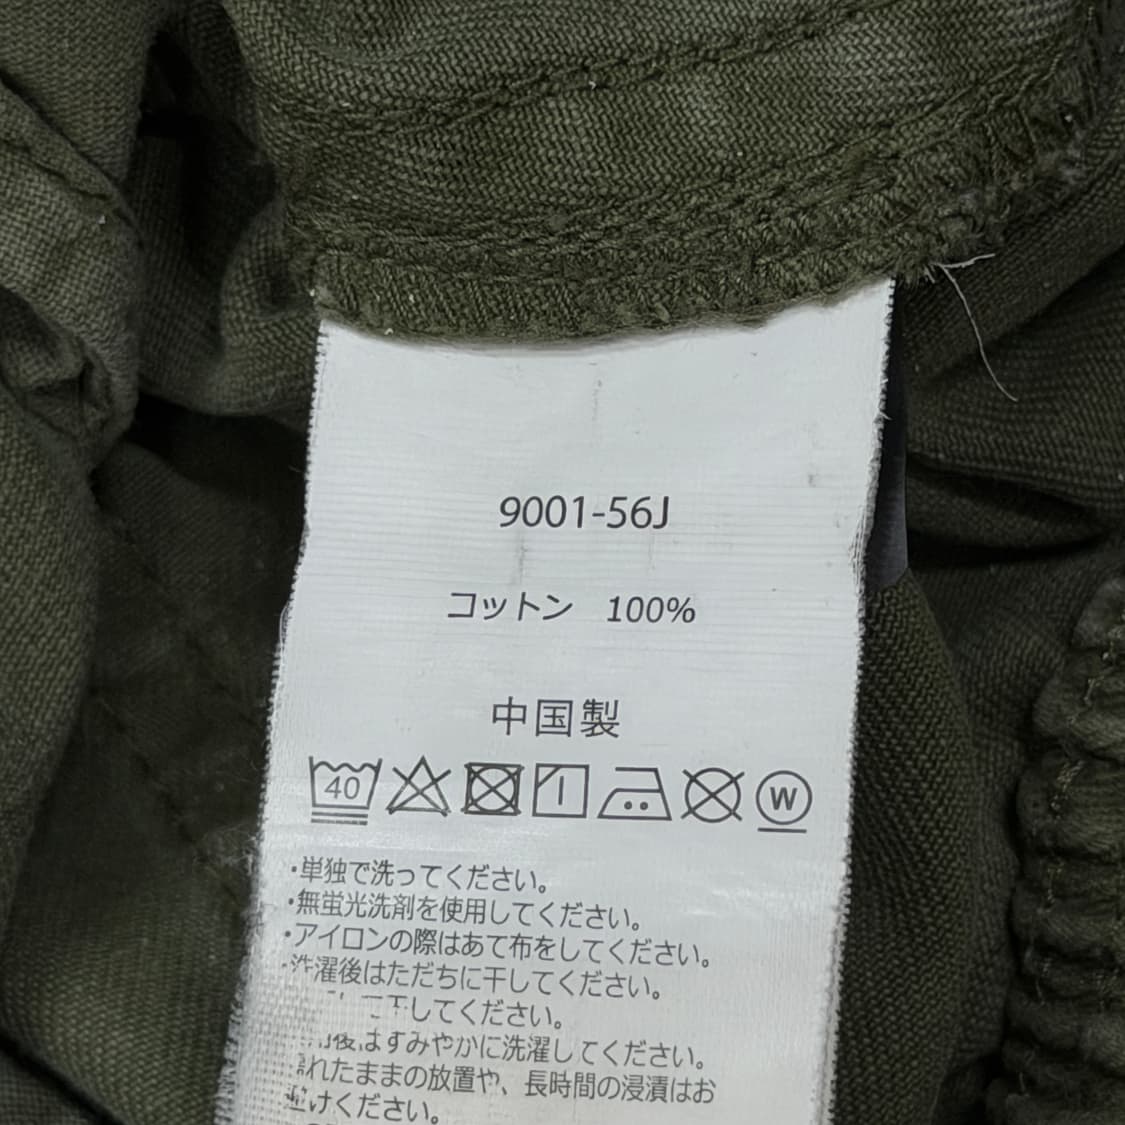 9001-56J
コットン 100%
中国製
40
W
・単独で洗ってください。
・無蛍光洗剤を使用してください。
・アイロンの際はあて布をしてください。
・洗濯後はただちに干してください。
干してください。
後はすみやかに洗濯してください。
濡れたままの放置や、長時間の浸漬はお
避けください。